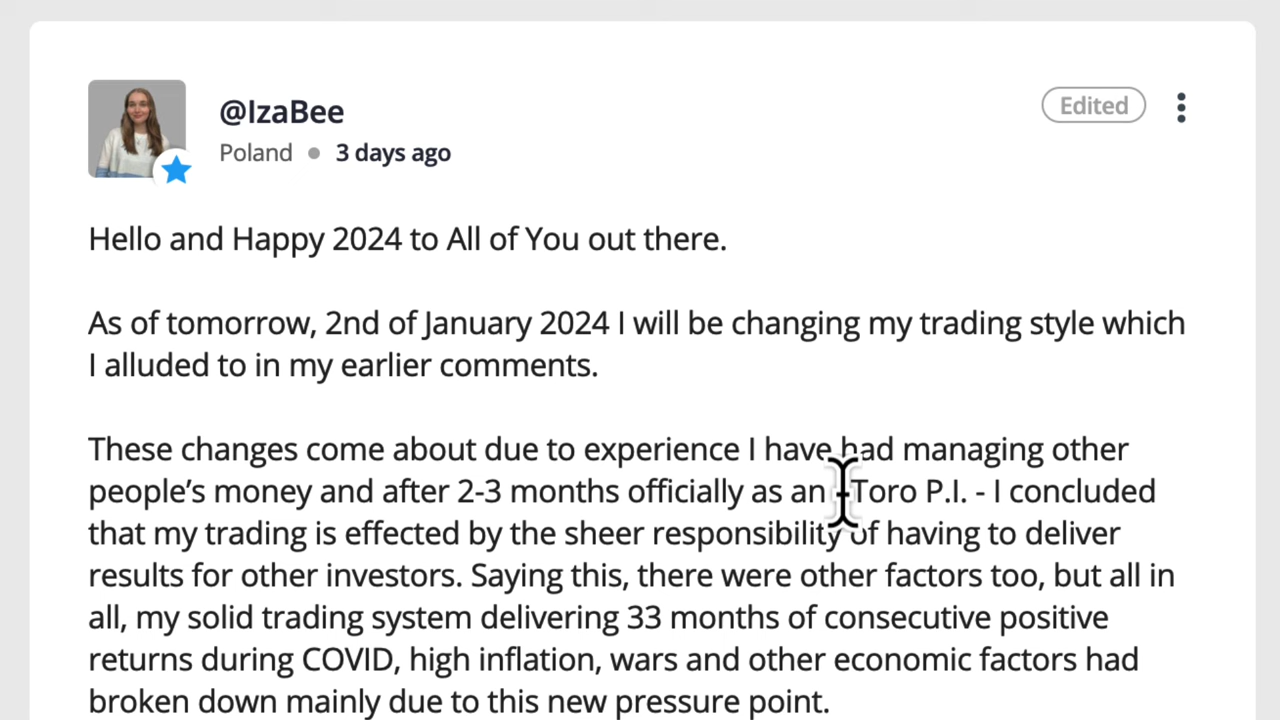 @IzaBee
Edited
Poland • 3 days ago
Hello and Happy 2024 to All of You out there.
As of tomorrow, 2nd of January 2024 I will be changing my trading style which
I alluded to in my earlier comments.
These changes come about due to experience I have had managing other
people’s money and after 2-3 months officially as an Toro P.I. - I concluded
that my trading is effected by the sheer responsibility of having to deliver
results for other investors. Saying this, there were other factors too, but all in
all, my solid trading system delivering 33 months of consecutive positive
returns during COVID, high inflation, wars and other economic factors had
broken down mainly due to this new pressure point.